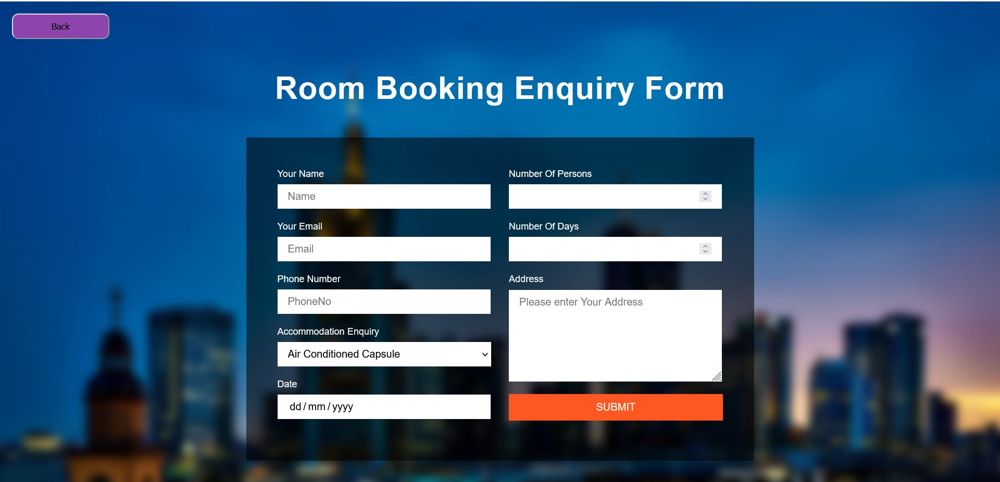 Back
Room Booking Enquiry Form
Your Name
Name
Your Email
Email
Phone Number
PhoneNo
Accommodation Enquiry
Air Conditioned Capsule
Date
dd/mm/yyyy
Number Of Persons
Number Of Days
Address
Please enter Your Address
SUBMIT